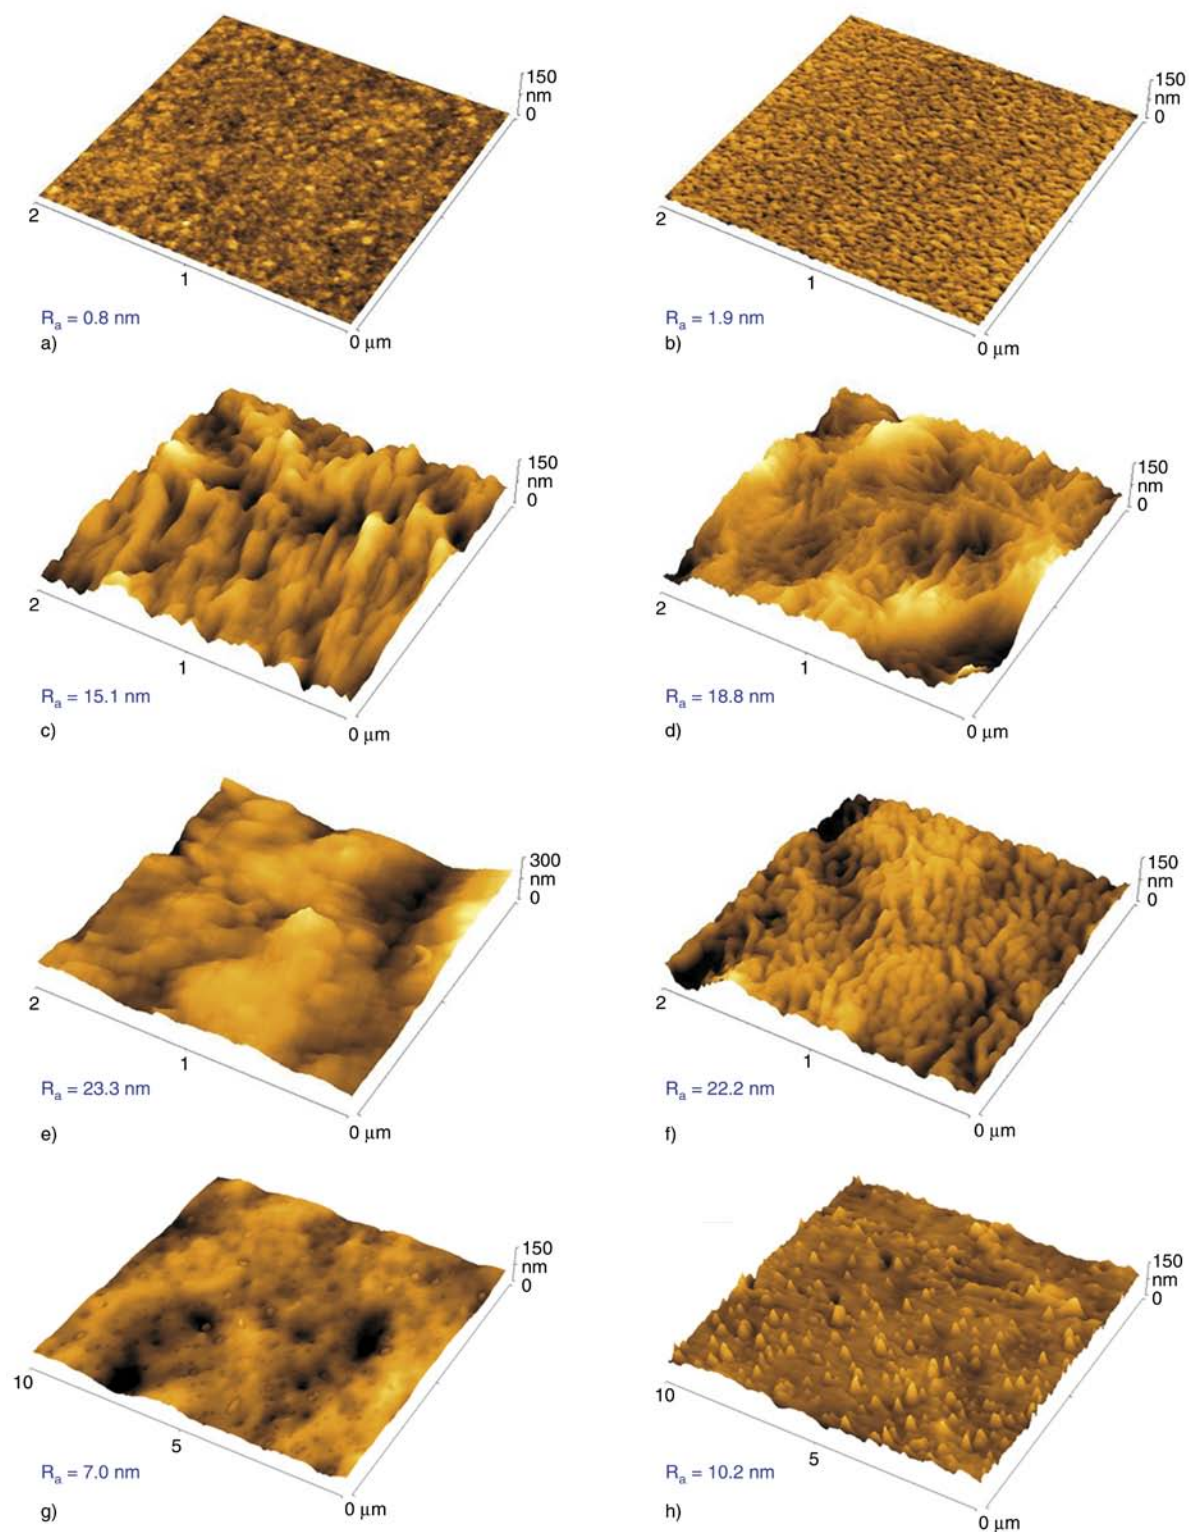 150
nm
0
2
1
0 μm
Ra = 0.8 nm
a)
150
nm
0
2
1
0 μm
Ra = 1.9 nm
b)
150
nm
0
2
1
0 μm
Ra = 15.1 nm
c)
150
nm
0
2
1
0 μm
Ra = 18.8 nm
d)
300
nm
0
2
1
0 μm
Ra = 23.3 nm
e)
150
nm
0
2
1
0 μm
Ra = 22.2 nm
f)
150
nm
0
10
5
0 μm
Ra = 7.0 nm
g)
150
nm
0
10
5
0 μm
Ra = 10.2 nm
h)